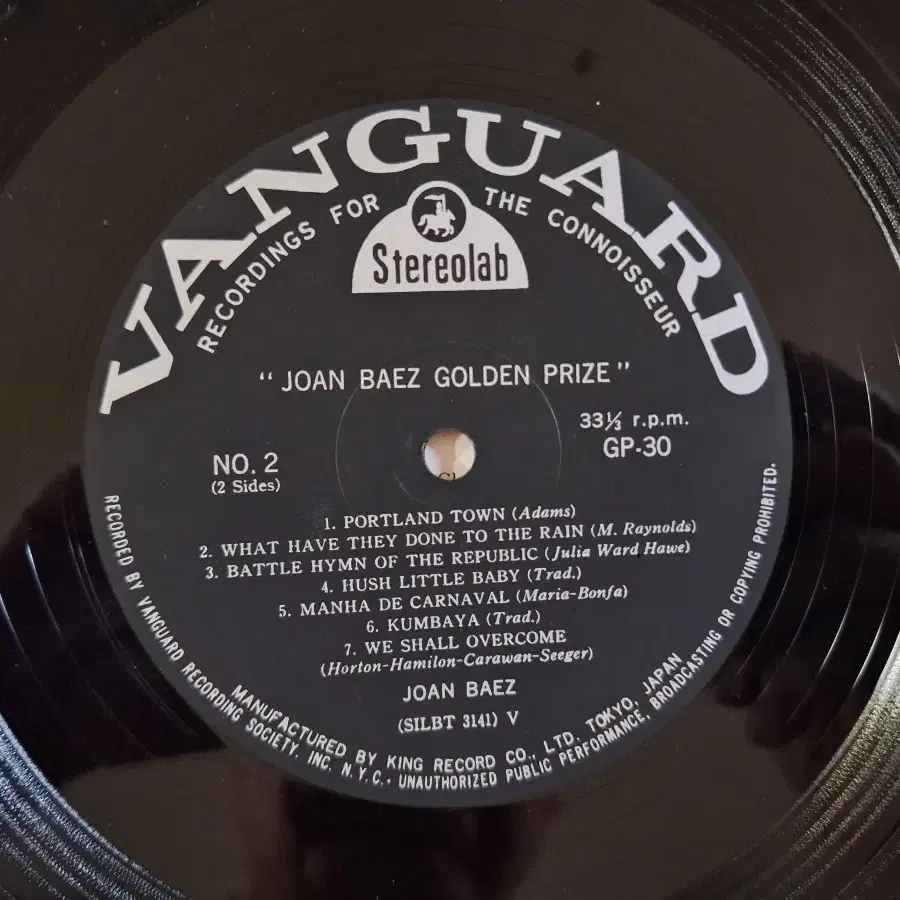 VANGUARD
RECORDINGS FOR THE CONNOISSEUR
Stereolab
"JOAN BAEZ GOLDEN PRIZE"
33⅓ r.p.m.
GP-30
NO. 2
(2 Sides)
1. PORTLAND TOWN (Adams)
2. WHAT HAVE THEY DONE TO THE RAIN (M. Raynolds)
3. BATTLE HYMN OF THE REPUBLIC (Julia Ward Hawe)
4. HUSH LITTLE BABY (Trad.)
5. MANHA DE CARNAVAL (Maria-Bonfa)
6. KUMBAYA (Trad.)
7. WE SHALL OVERCOME
(Horton-Hamilon-Carawan-Seeger)
JOAN BAEZ
(SILBT 3141) V
MANUFACTURED BY KING RECORD CO., LTD. TOKYO, JAPAN
RECORDED BY VANGUARD RECORDING SOCIETY, INC. N.Y.C. · UNAUTHORIZED PUBLIC PERFORMANCE, BROADCASTING OR COPYING PROHIBITED.